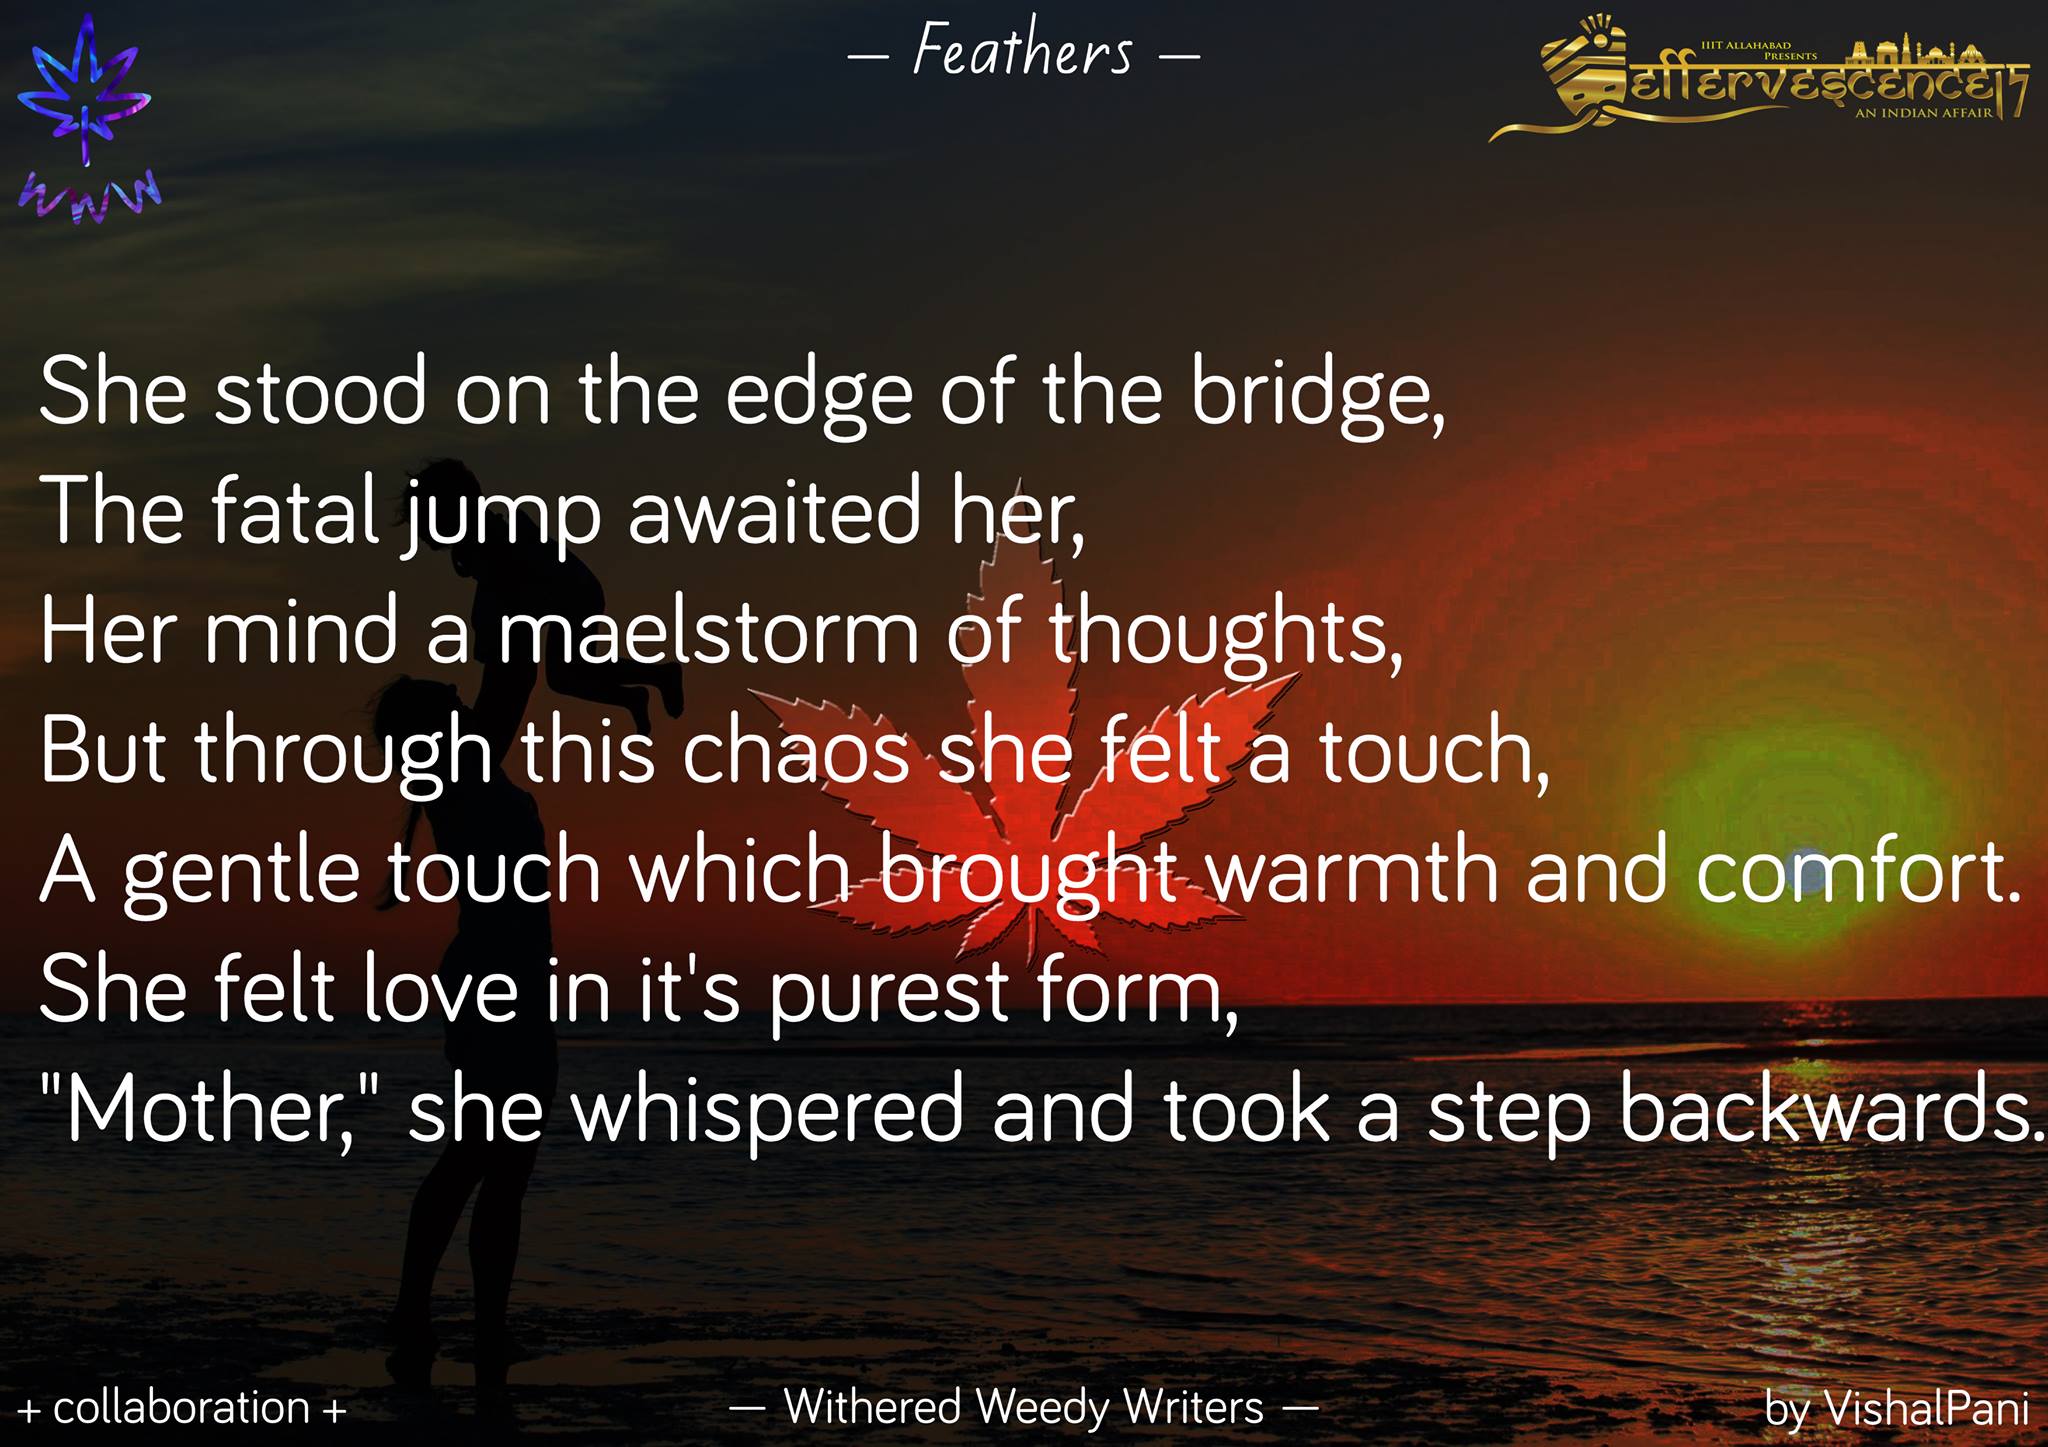 — Feathers —
IIIT ALLAHABAD
PRESENTS
effervescence17
AN INDIAN AFFAIR
WWW
She stood on the edge of the bridge,
The fatal jump awaited her,
Her mind a maelstorm of thoughts,
But through this chaos she felt a touch,
A gentle touch which brought warmth and comfort.
She felt love in it's purest form,
"Mother," she whispered and took a step backwards.
+ collaboration +
— Withered Weedy Writers —
by VishalPani